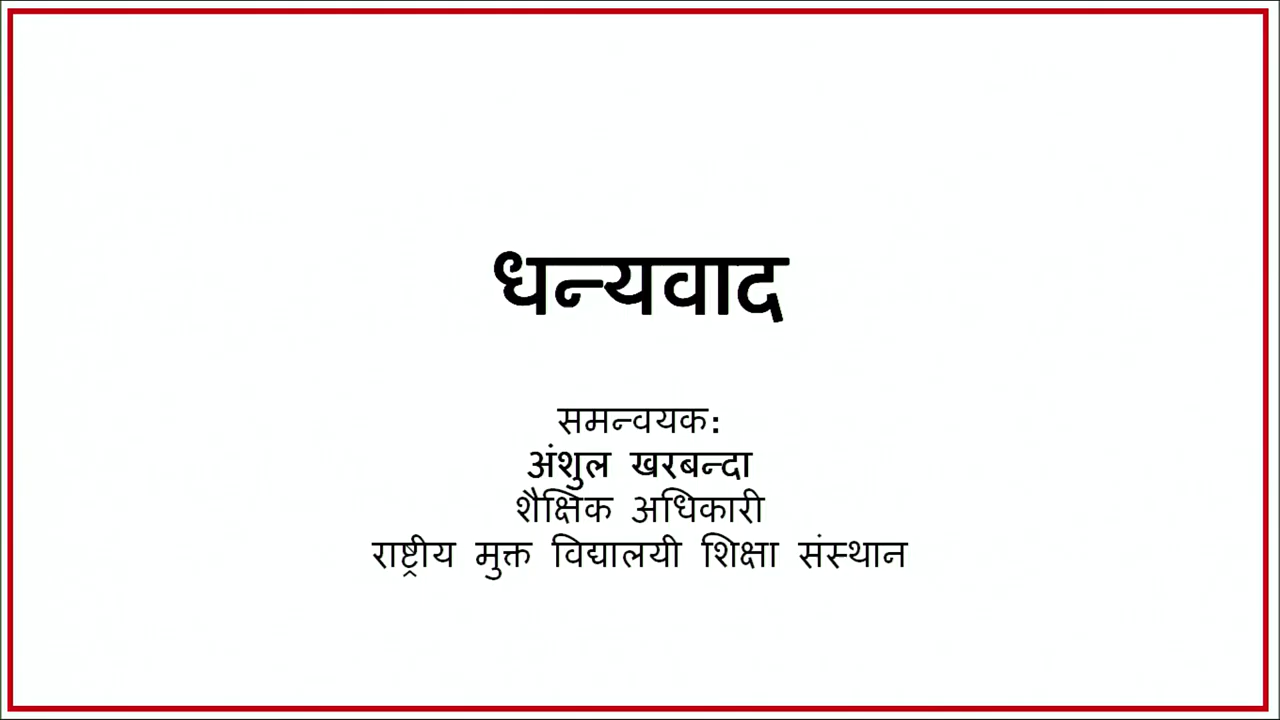 धन्यवाद
समन्वयक:
अंशुल खरबन्दा
शैक्षिक अधिकारी
राष्ट्रीय मुक्त विद्यालयी शिक्षा संस्थान